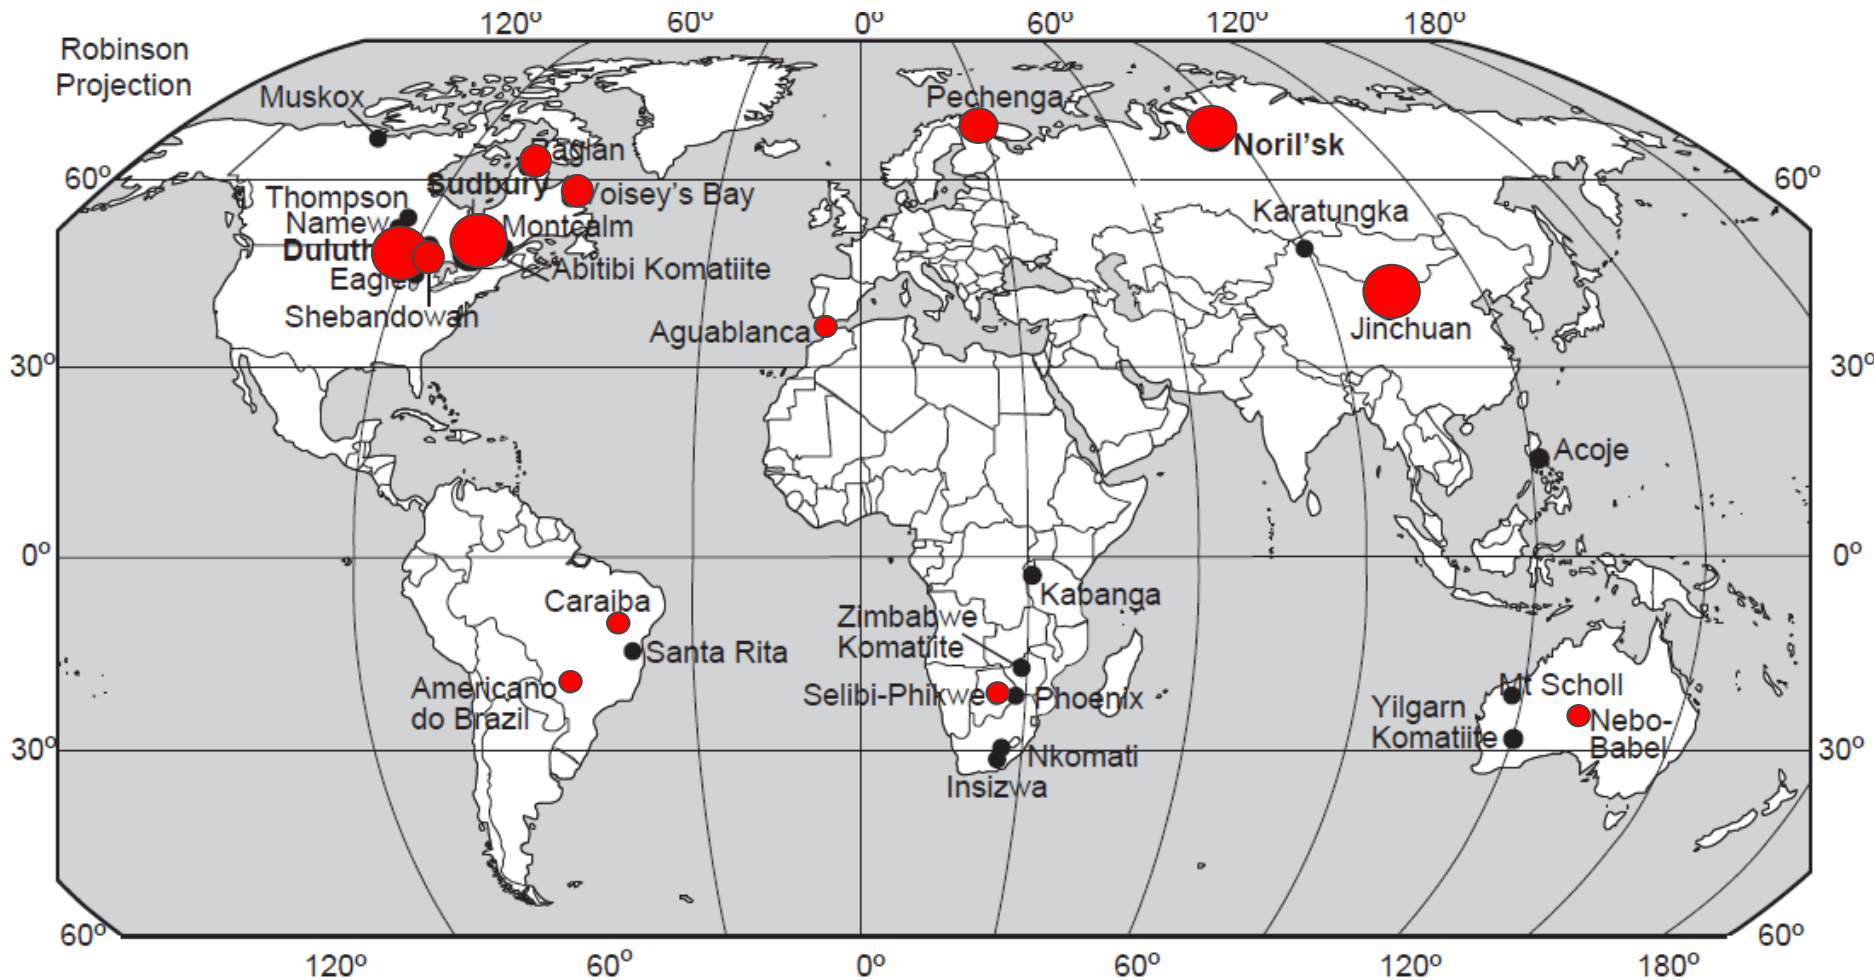 120º 60º 0º 60º 120º 180º
Robinson
Projection
Muskox
Pechenga
Noril'sk
Raglan
60º
60º
Sudbury
Voisey's Bay
Thompson
Namew
Montcalm
Karatungka
Duluth
Abitibi Komatiite
Eagle
Shebandowan
Aguablanca
Jinchuan
30º
30º
Acoje
0º
0º
Caraiba
Kabanga
Zimbabwe
Komatiite
Santa Rita
Americano
do Brazil
Selibi-Phikwe
Phoenix
Mt Scholl
Yilgarn
Komatiite
Nebo-
Babel
30º
30º
Nkomati
Insizwa
60º
60º
120º 60º 0º 60º 120º 180º